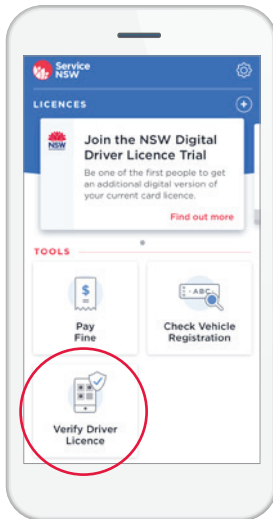 Service
NSW
LICENCES
NSW
Join the NSW Digital
Driver Licence Trial
Be one of the first people to get
an additional digital version of
your current card licence.
Find out more
TOOLS
$
ABC
Pay
Fine
Check Vehicle
Registration
Verify Driver
Licence